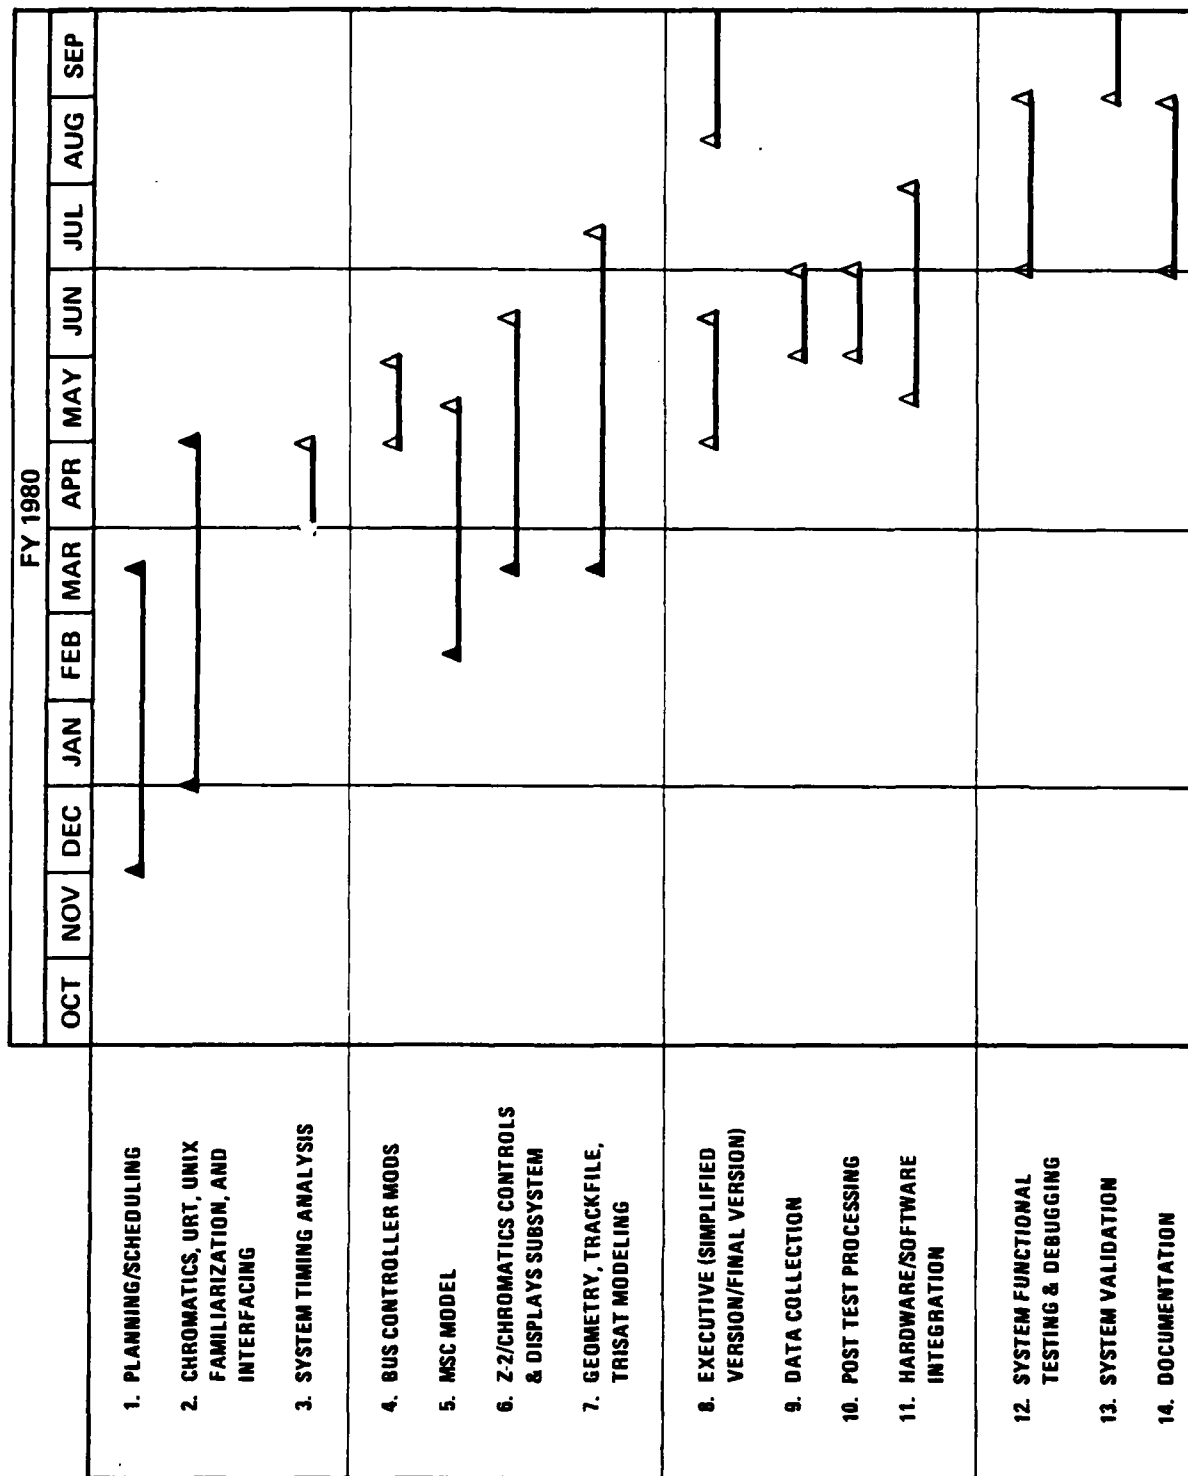 FY 1980
OCT NOV DEC JAN FEB MAR APR MAY JUN JUL AUG SEP
1. PLANNING/SCHEDULING
2. CHROMATICS, URT, UNIX
FAMILIARIZATION, AND
INTERFACING
3. SYSTEM TIMING ANALYSIS
4. BUS CONTROLLER MODS
5. MSC MODEL
6. Z-2/CHROMATICS CONTROLS
& DISPLAYS SUBSYSTEM
7. GEOMETRY, TRACKFILE,
TRISAT MODELING
8. EXECUTIVE (SIMPLIFIED
VERSION/FINAL VERSION)
9. DATA COLLECTION
10. POST TEST PROCESSING
11. HARDWARE/SOFTWARE
INTEGRATION
12. SYSTEM FUNCTIONAL
TESTING & DEBUGGING
13. SYSTEM VALIDATION
14. DOCUMENTATION